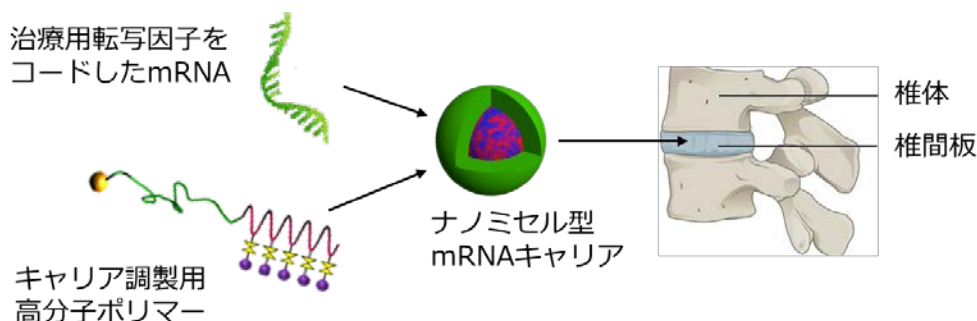 治療用転写因子を
コードしたmRNA
キャリア調製用
高分子ポリマー
ナノミセル型
mRNAキャリア
椎体
椎間板